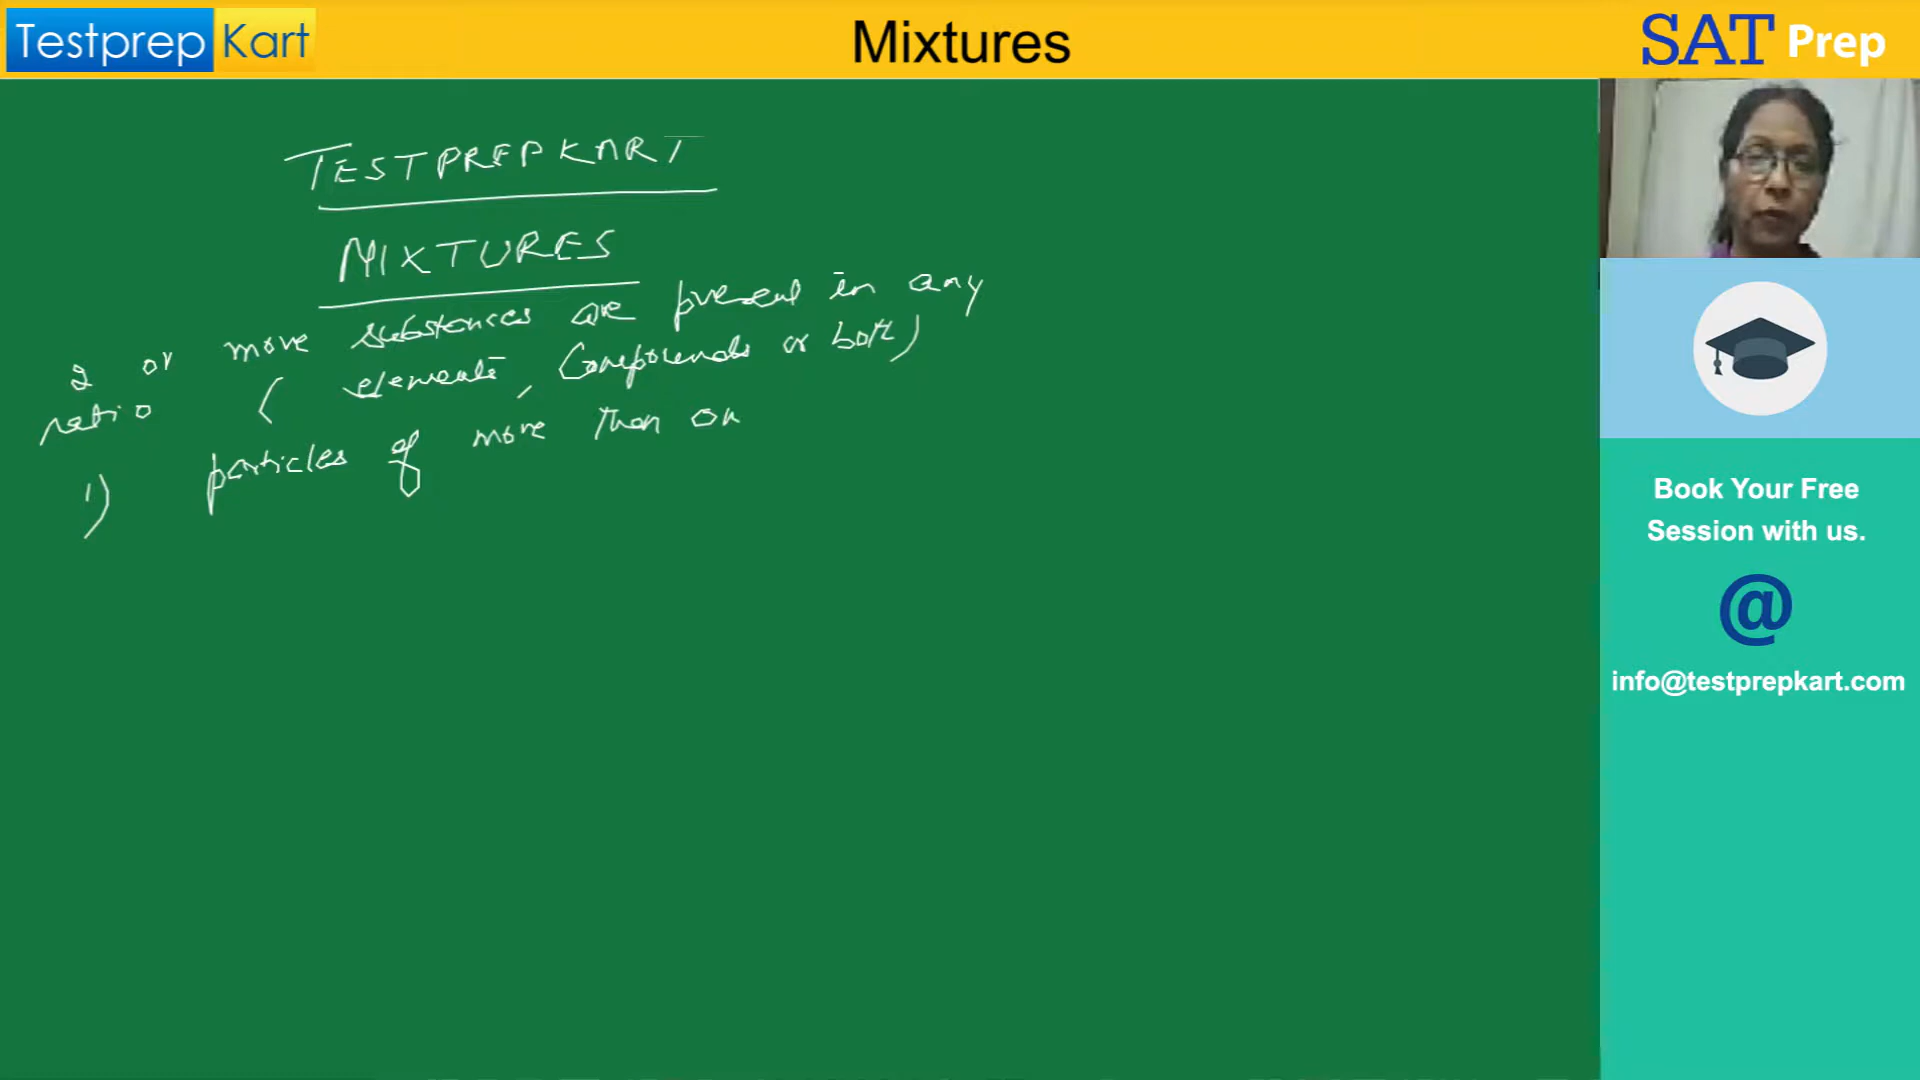 Testprep Kart
Mixtures
SAT Prep
TESTPREPKART
MIXTURES
2 or more substances are present in any
ratio ( elements, Compounds or both)
1) particles of more than on
Book Your Free
Session with us.
@
info@testprepkart.com